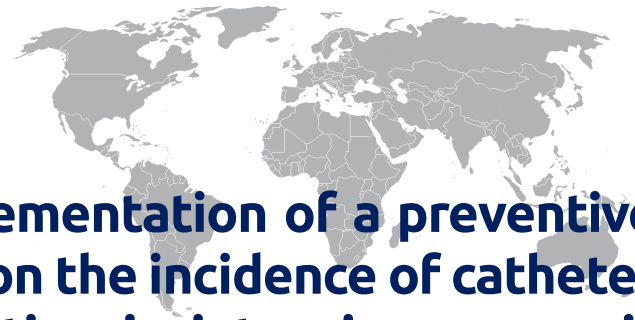 ementation of a preventive
on the incidence of cathete